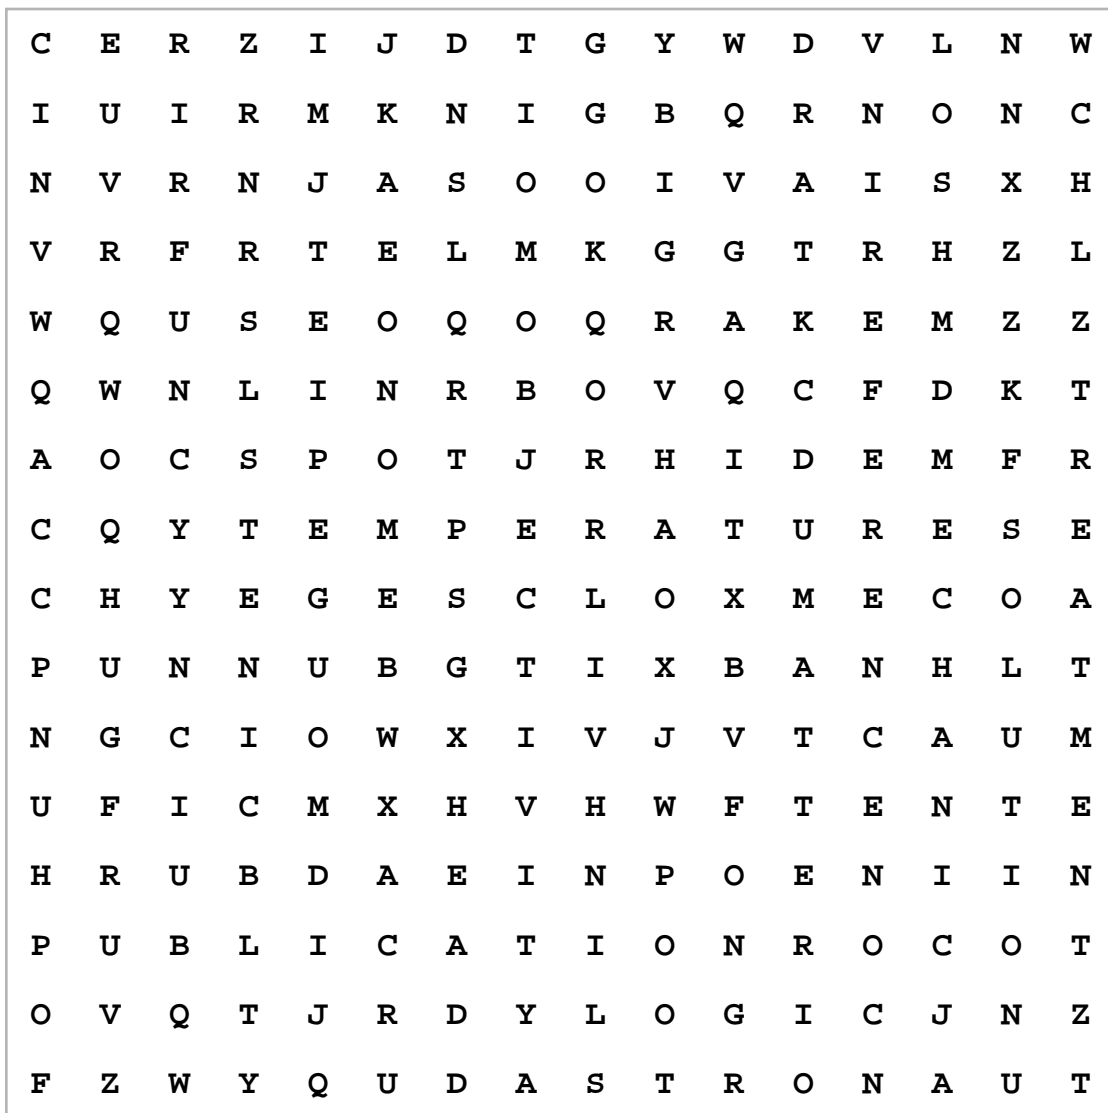 C E R Z I J D T G Y W D V L N W
I U I R M K N I G B Q R N O N C
N V R N J A S O O I V A I S X H
V R F R T E L M K G G T R H Z L
W Q U S E O Q O Q R A K E M Z Z
Q W N L I N R B O V Q C F D K T
A O C S P O T J R H I D E M F R
C Q Y T E M P E R A T U R E S E
C H Y E G E S C L O X M E C O A
P U N N U B G T I X B A N H L T
N G C I O W X I V J V T C A U M
U F I C M X H V H W F T E N T E
H R U B D A E I N P O E N I I N
P U B L I C A T I O N R O C O T
O V Q T J R D Y L O G I C J N Z
F Z W Y Q U D A S T R O N A U T